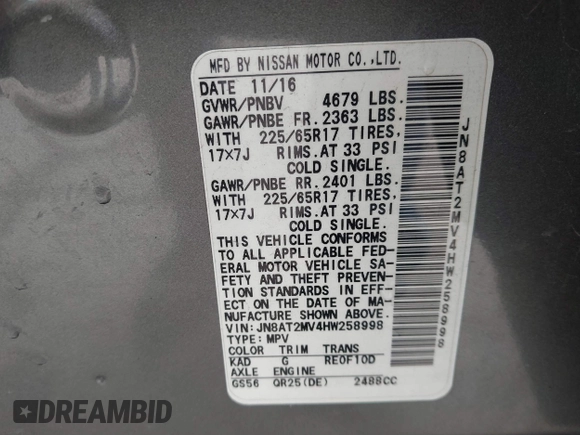 MFD BY NISSAN MOTOR CO.,LTD.
DATE 11/16
GVWR/PNBV 4679 LBS.
GAWR/PNBE FR. 2363 LBS.
WITH 225/65R17 TIRES,
17×7J RIMS.AT 33 PSI
COLD SINGLE.
GAWR/PNBE RR. 2401 LBS.
WITH 225/65R17 TIRES,
17×7J RIMS.AT 33 PSI
COLD SINGLE.
THIS VEHICLE CONFORMS
TO ALL APPLICABLE FED-
ERAL MOTOR VEHICLE SA-
FETY AND THEFT PREVEN-
TION STANDARDS IN EFF-
ECT ON THE DATE OF MA-
NUFACTURE SHOWN ABOVE.
VIN: JN8AT2MV4HW258998
TYPE: MPV
COLOR TRIM TRANS
KAD G RE0F10D
AXLE ENGINE
GS56 QR25(DE) 2488CC
JN8AT2MV4HW258998
DREAMBID